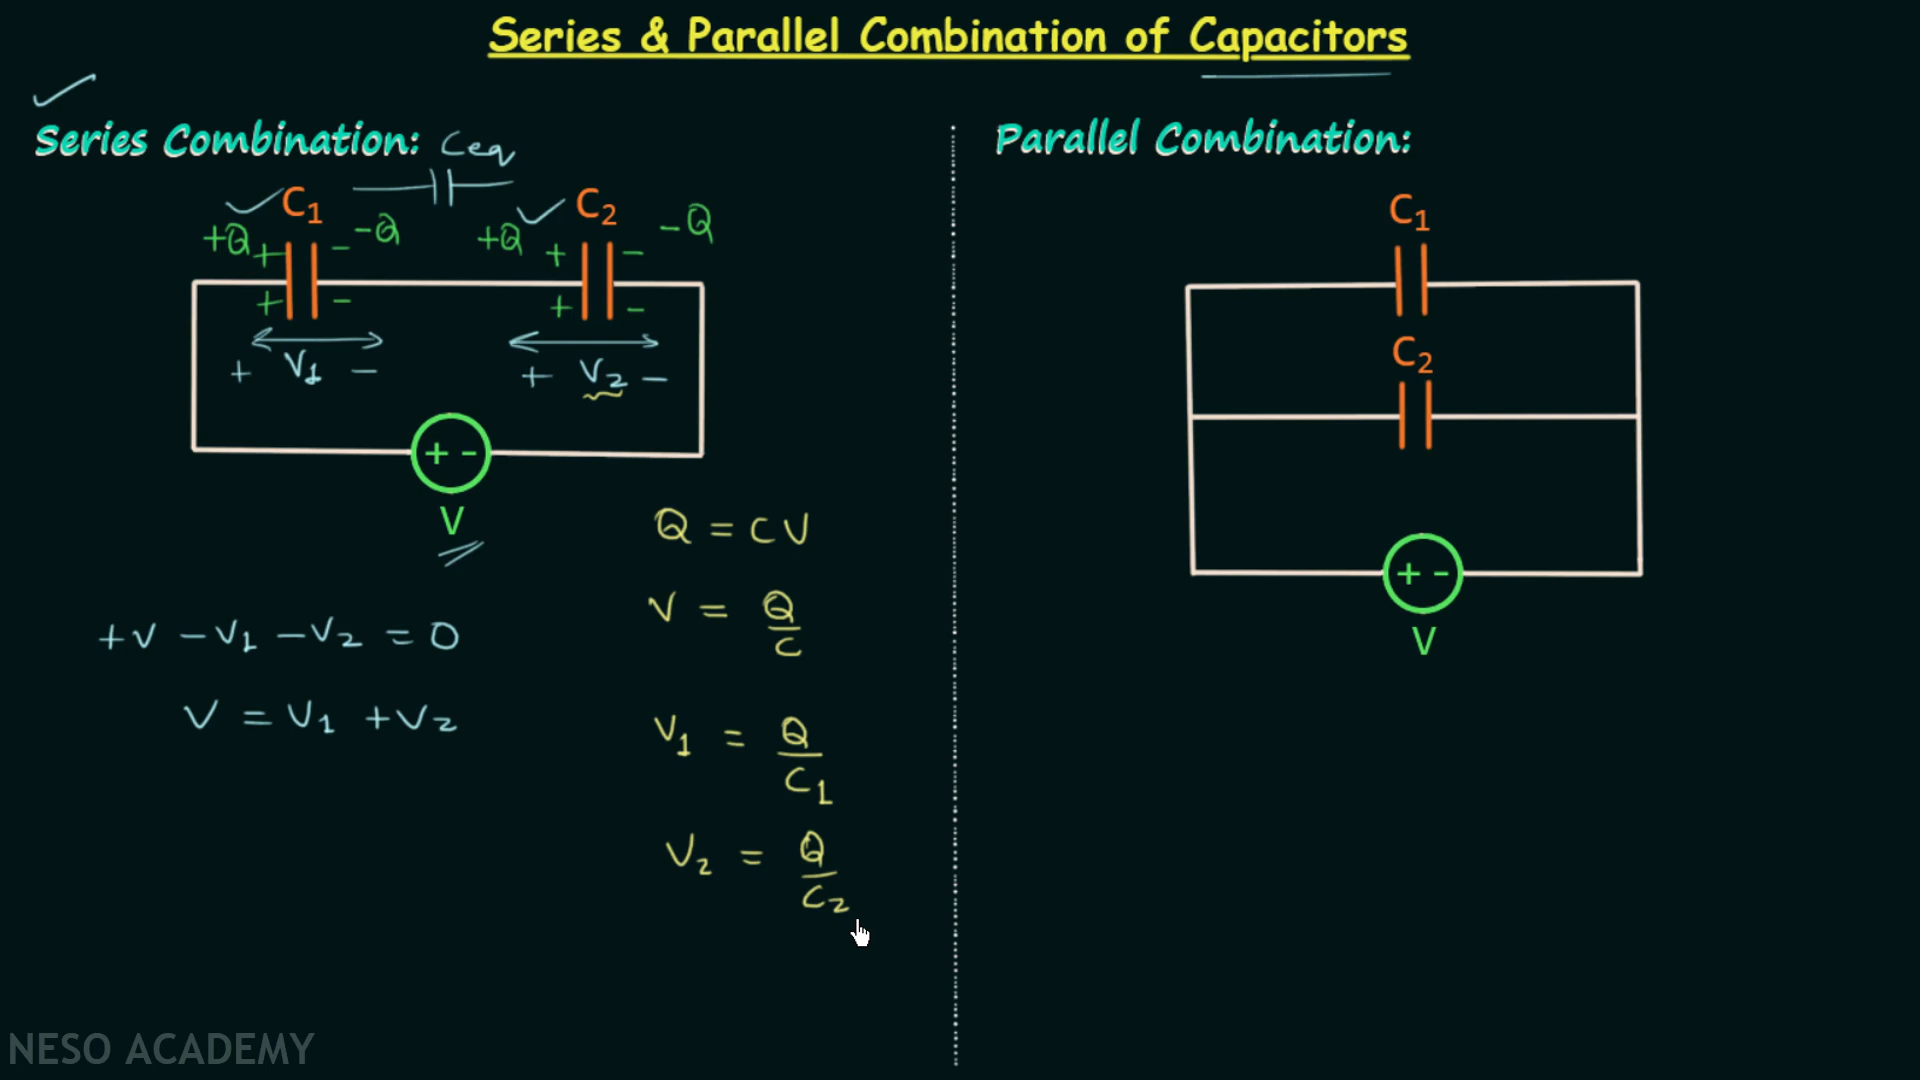 Series & Parallel Combination of Capacitors
Series Combination:
Ceq
C1
C2
+Q
+
-
-Q
+Q
+
-
-Q
+
-
+
-
+ V1 -
+ V2 -
+ -
V
+V - V1 - V2 = 0
V = V1 + V2
Q = CV
V = Q/C
V1 = Q/C1
V2 = Q/C2
Parallel Combination:
C1
C2
+ -
V
NESO ACADEMY